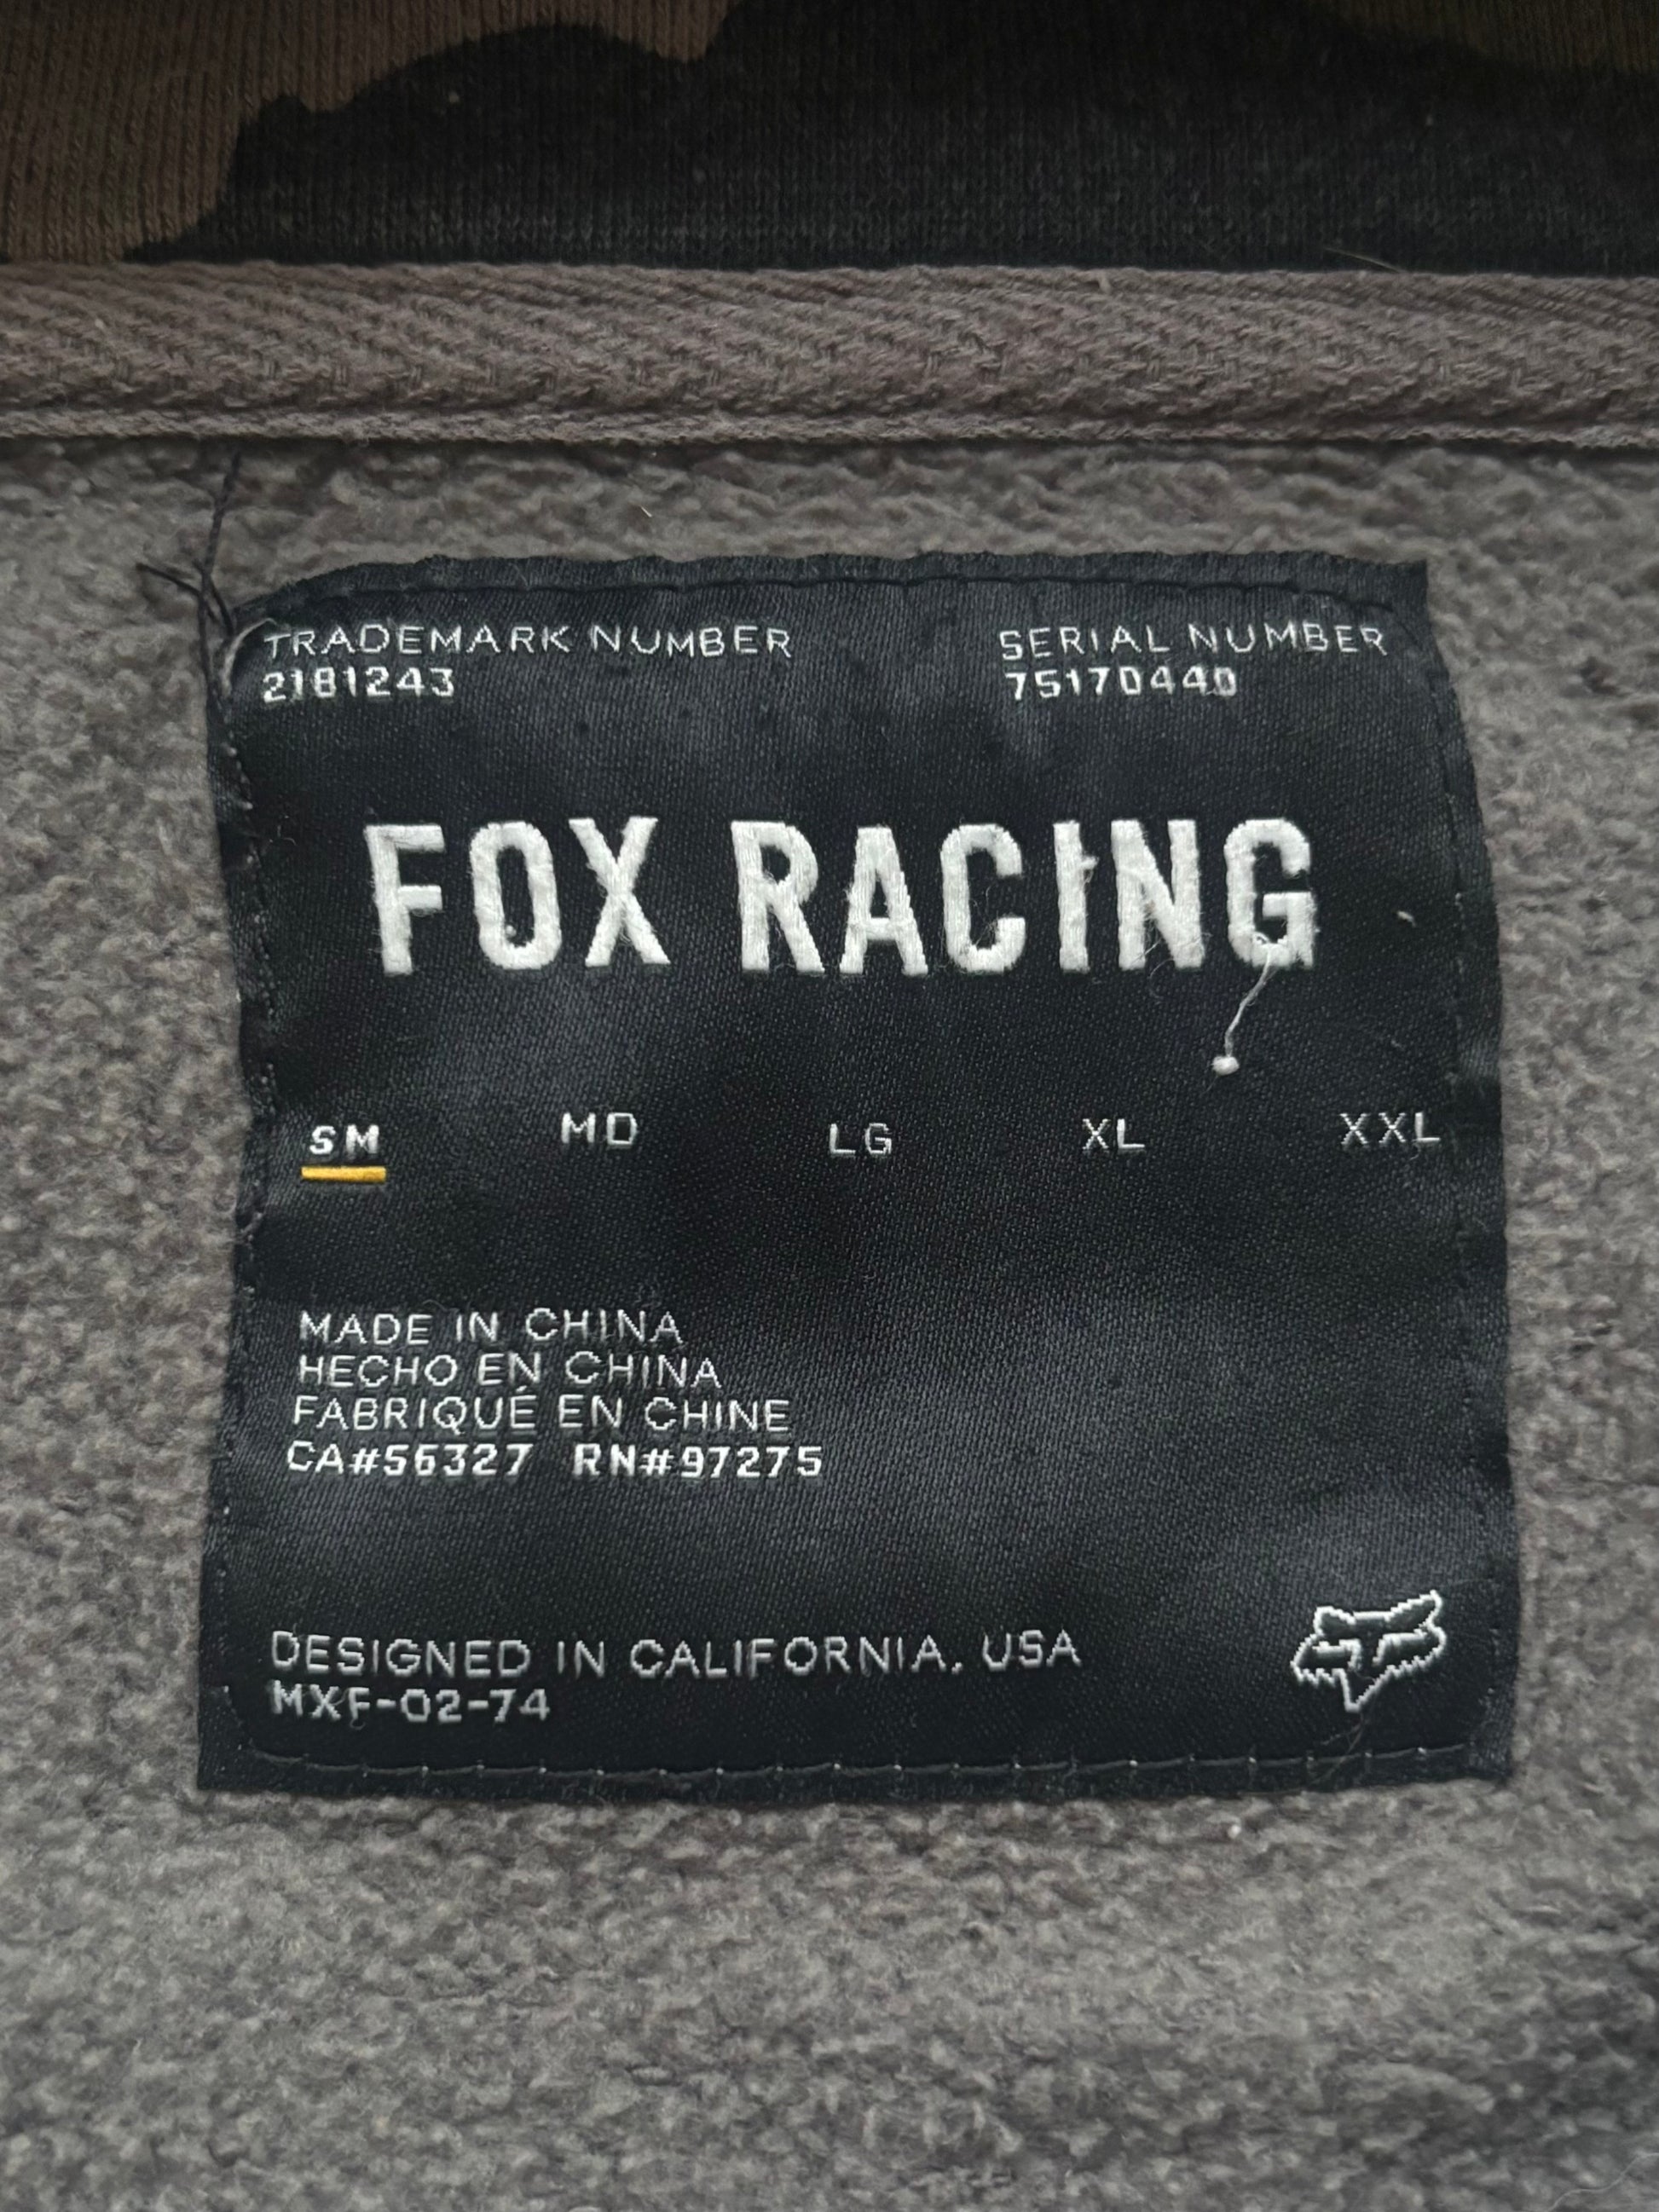 TRADEMARK NUMBER SERIAL NUMBER
2181243 75170440
FOX RACING
SM MD LG XL XXL
MADE IN CHINA
HECHO EN CHINA
FABRIQUÉ EN CHINE
CA#56327 RN#97275
DESIGNED IN CALIFORNIA, USA
MXF-02-74